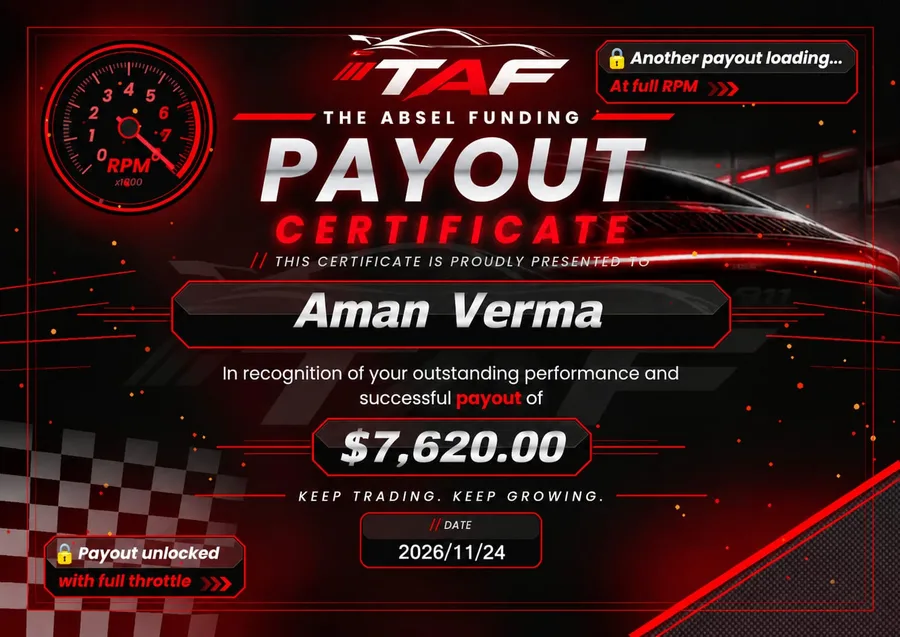 TAF
THE ABSEL FUNDING
PAYOUT
CERTIFICATE
// THIS CERTIFICATE IS PROUDLY PRESENTED TO
Another payout loading...
At full RPM >>>
0 1 2 3 4 5 6 7 8
RPM
x1000
Aman Verma
In recognition of your outstanding performance and
successful payout of
$7,620.00
KEEP TRADING. KEEP GROWING.
// DATE
2026/11/24
Payout unlocked
with full throttle >>>